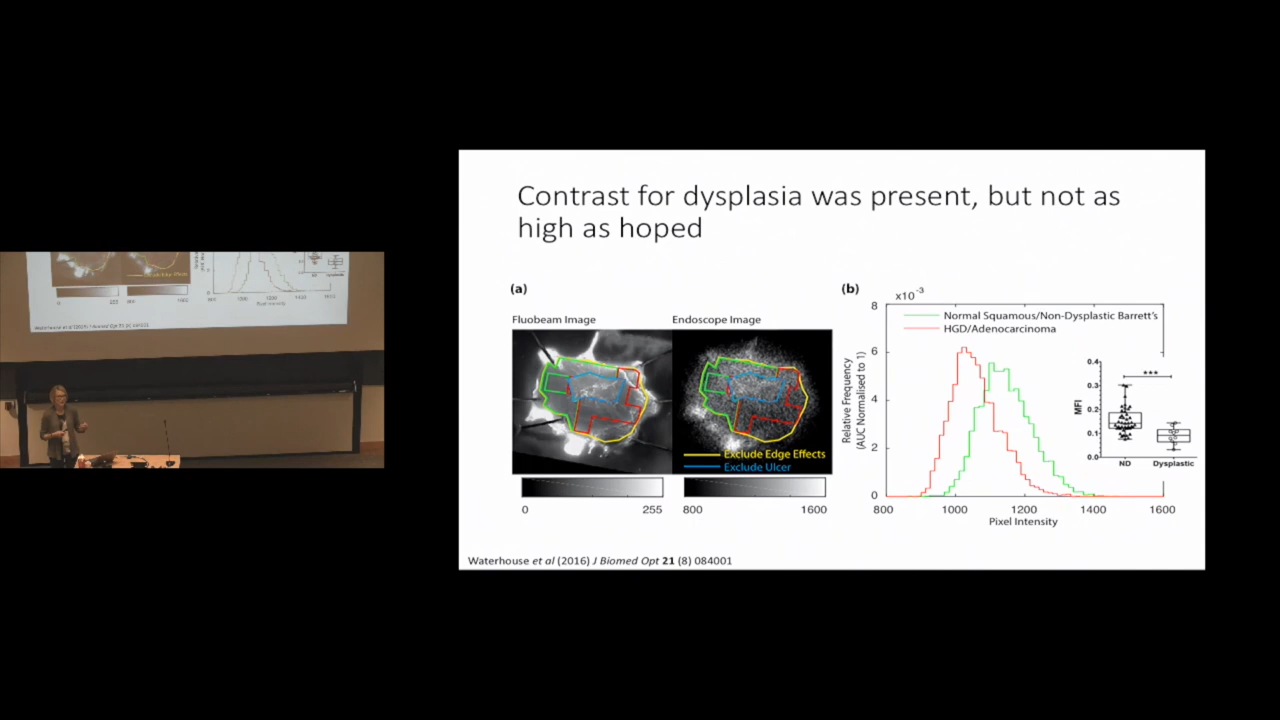 Contrast for dysplasia was present, but not as
high as hoped
(a)
Fluobeam Image
Endoscope Image
Exclude Edge Effects
Exclude Ulcer
0
255
800
1600
(b)
x10⁻³
8
6
4
2
0
Relative Frequency
(AUC Normalised to 1)
Normal Squamous/Non-Dysplastic Barrett's
HGD/Adenocarcinoma
800
1000
1200
1400
1600
Pixel Intensity
0.4
0.3
0.2
0.1
0.0
MFI
***
ND
Dysplastic
Waterhouse et al (2016) J Biomed Opt 21 (8) 084001